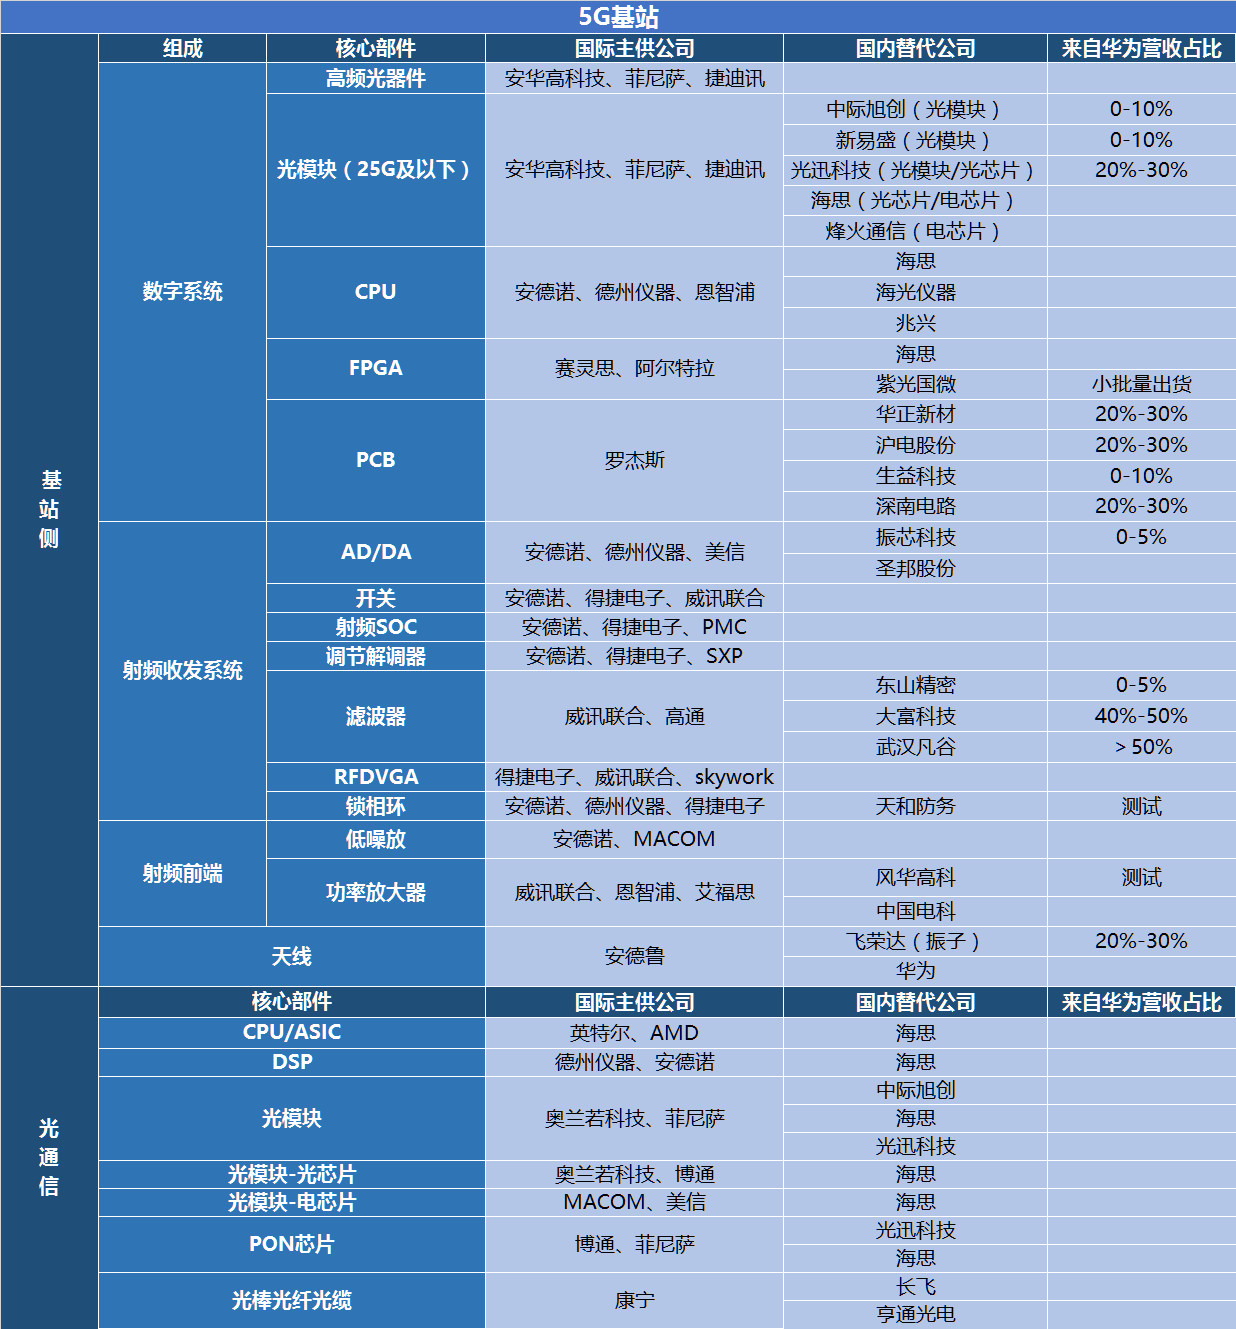 5G基站
组成 核心部件 国际主供公司 国内替代公司 来自华为营收占比
基站侧
数字系统
高频光器件 安华高科技、菲尼萨、捷迪讯
光模块（25G及以下） 安华高科技、菲尼萨、捷迪讯
中际旭创（光模块） 0-10%
新易盛（光模块） 0-10%
光迅科技（光模块/光芯片） 20%-30%
海思（光芯片/电芯片）
烽火通信（电芯片）
CPU 安德诺、德州仪器、恩智浦
海思
海光仪器
兆兴
FPGA 赛灵思、阿尔特拉
海思
紫光国微 小批量出货
PCB 罗杰斯
华正新材 20%-30%
沪电股份 20%-30%
生益科技 0-10%
深南电路 20%-30%
射频收发系统
AD/DA 安德诺、德州仪器、美信
振芯科技 0-5%
圣邦股份
开关 安德诺、得捷电子、威讯联合
射频SOC 安德诺、得捷电子、PMC
调节解调器 安德诺、得捷电子、SXP
滤波器 威讯联合、高通
东山精密 0-5%
大富科技 40%-50%
武汉凡谷 ＞50%
RFDVGA 得捷电子、威讯联合、skywork
锁相环 安德诺、德州仪器、得捷电子 天和防务 测试
射频前端
低噪放 安德诺、MACOM
功率放大器 威讯联合、恩智浦、艾福思
风华高科 测试
中国电科
天线 安德鲁
飞荣达（振子） 20%-30%
华为
光通信
核心部件 国际主供公司 国内替代公司 来自华为营收占比
CPU/ASIC 英特尔、AMD 海思
DSP 德州仪器、安德诺 海思
光模块 奥兰若科技、菲尼萨
中际旭创
海思
光迅科技
光模块-光芯片 奥兰若科技、博通 海思
光模块-电芯片 MACOM、美信 海思
PON芯片 博通、菲尼萨
光迅科技
海思
光棒光纤光缆 康宁
长飞
亨通光电